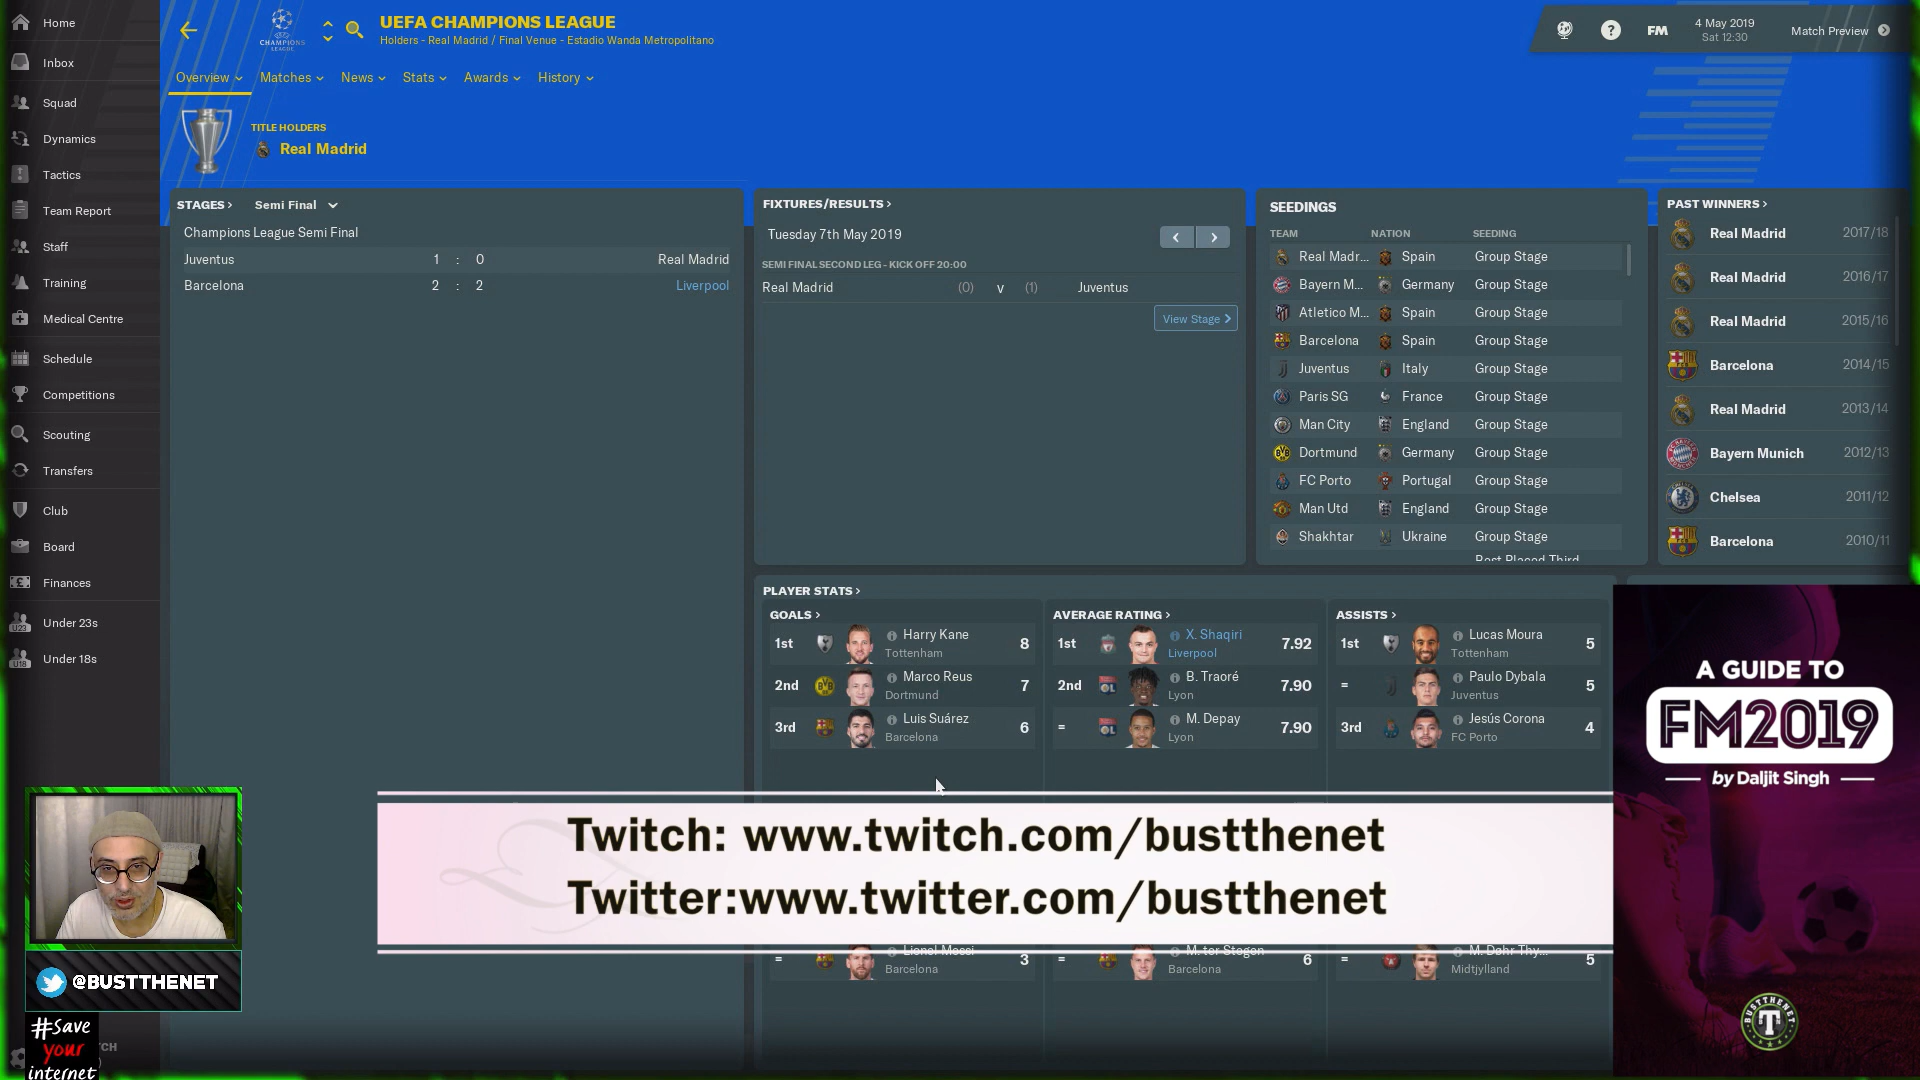 Home
Inbox
Squad
Dynamics
Tactics
Team Report
Staff
Training
Medical Centre
Schedule
Competitions
Scouting
Transfers
Club
Board
Finances
Under 23s
Under 18s
CHAMPIONS
LEAGUE
UEFA CHAMPIONS LEAGUE
Holders - Real Madrid / Final Venue - Estadio Wanda Metropolitano
? FM 4 May 2019
Sat 12:30
Match Preview
Overview Matches News Stats Awards History
TITLE HOLDERS
Real Madrid
STAGES > Semi Final
Champions League Semi Final
Juventus 1 : 0 Real Madrid
Barcelona 2 : 2 Liverpool
FIXTURES/RESULTS >
Tuesday 7th May 2019
SEMI FINAL SECOND LEG - KICK OFF 20:00
Real Madrid (0) v (1) Juventus
View Stage >
SEEDINGS
TEAM NATION SEEDING
Real Madr... Spain Group Stage
Bayern M... Germany Group Stage
Atletico M... Spain Group Stage
Barcelona Spain Group Stage
Juventus Italy Group Stage
Paris SG France Group Stage
Man City England Group Stage
Dortmund Germany Group Stage
FC Porto Portugal Group Stage
Man Utd England Group Stage
Shakhtar Ukraine Group Stage
Best Placed Third
PAST WINNERS >
Real Madrid 2017/18
Real Madrid 2016/17
Real Madrid 2015/16
Barcelona 2014/15
Real Madrid 2013/14
Bayern Munich 2012/13
Chelsea 2011/12
Barcelona 2010/11
PLAYER STATS >
GOALS >
1st Harry Kane 8
Tottenham
2nd Marco Reus 7
Dortmund
3rd Luis Suárez 6
Barcelona
AVERAGE RATING >
1st X. Shaqiri 7.92
Liverpool
2nd B. Traoré 7.90
Lyon
= M. Depay 7.90
Lyon
ASSISTS >
1st Lucas Moura 5
Tottenham
= Paulo Dybala 5
Juventus
3rd Jesús Corona 4
FC Porto
Twitch: www.twitch.com/bustthenet
Twitter:www.twitter.com/bustthenet
= Lionel Messi 3
Barcelona
= M. ter Stegen 6
Barcelona
= M. Døhr Thy... 5
Midtjylland
A GUIDE TO
FM2019
by Daljit Singh
BUSTTHENET
T
@BUSTTHENET
#Save
your
internet